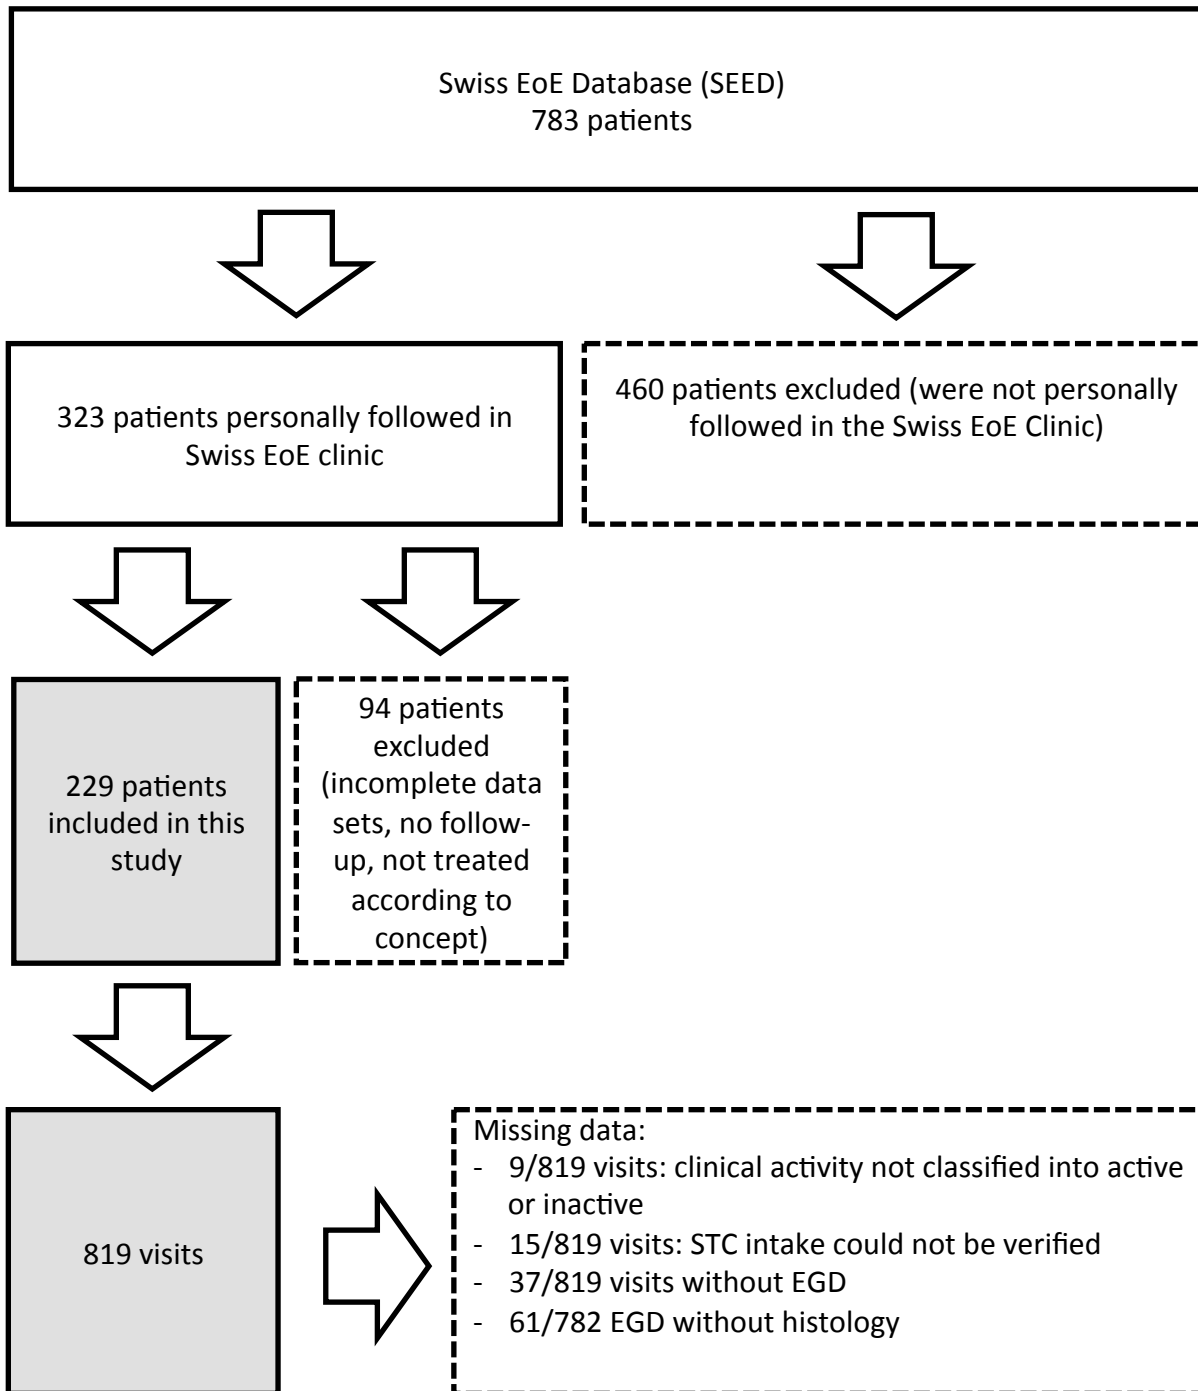 Swiss EoE Database (SEED)
783 patients
323 patients personally followed in
Swiss EoE clinic
460 patients excluded (were not personally
followed in the Swiss EoE Clinic)
229 patients
included in this
study
94 patients
excluded
(incomplete data
sets, no follow-
up, not treated
according to
concept)
819 visits
Missing data:
- 9/819 visits: clinical activity not classified into active
or inactive
- 15/819 visits: STC intake could not be verified
- 37/819 visits without EGD
- 61/782 EGD without histology